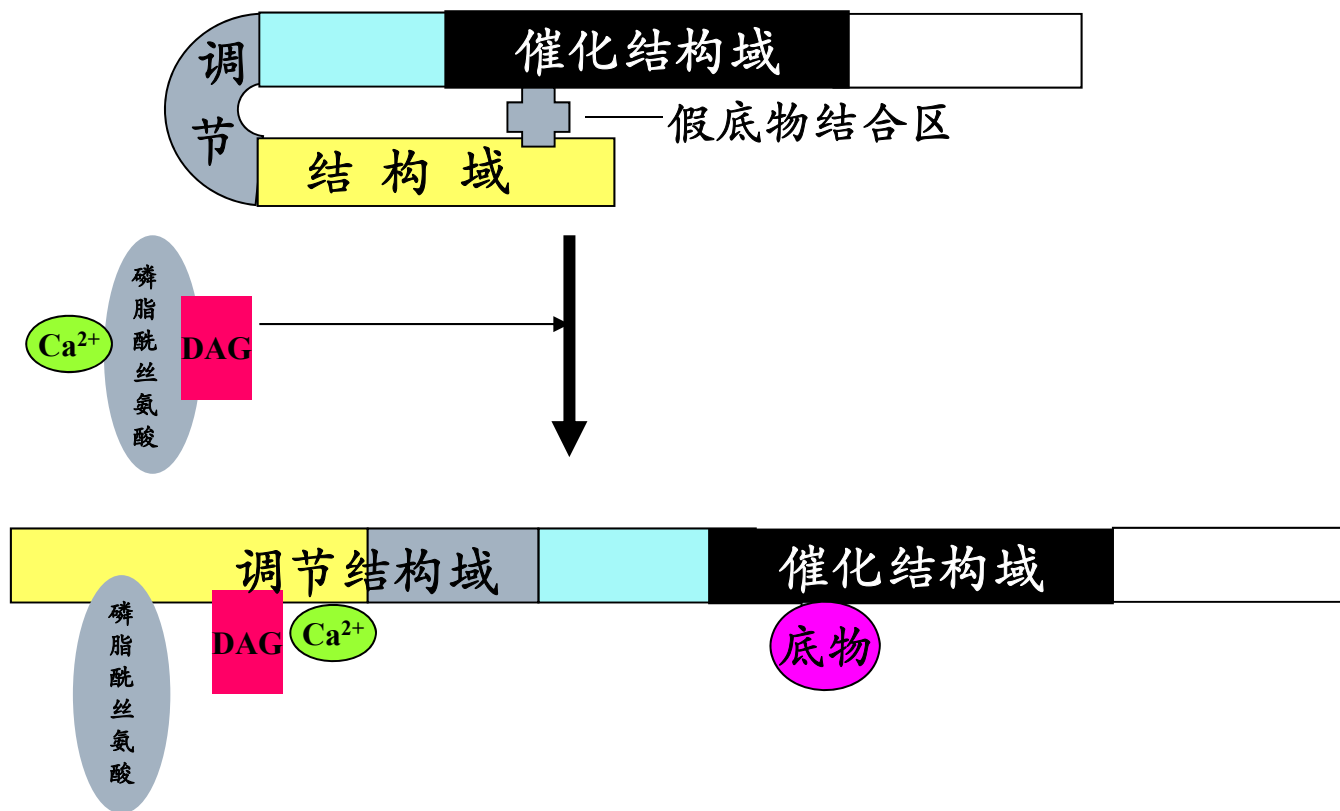 调节
催化结构域
假底物结合区
结构域
磷脂酰丝氨酸
Ca²⁺
DAG
调节结构域
催化结构域
磷脂酰丝氨酸
DAG
Ca²⁺
底物